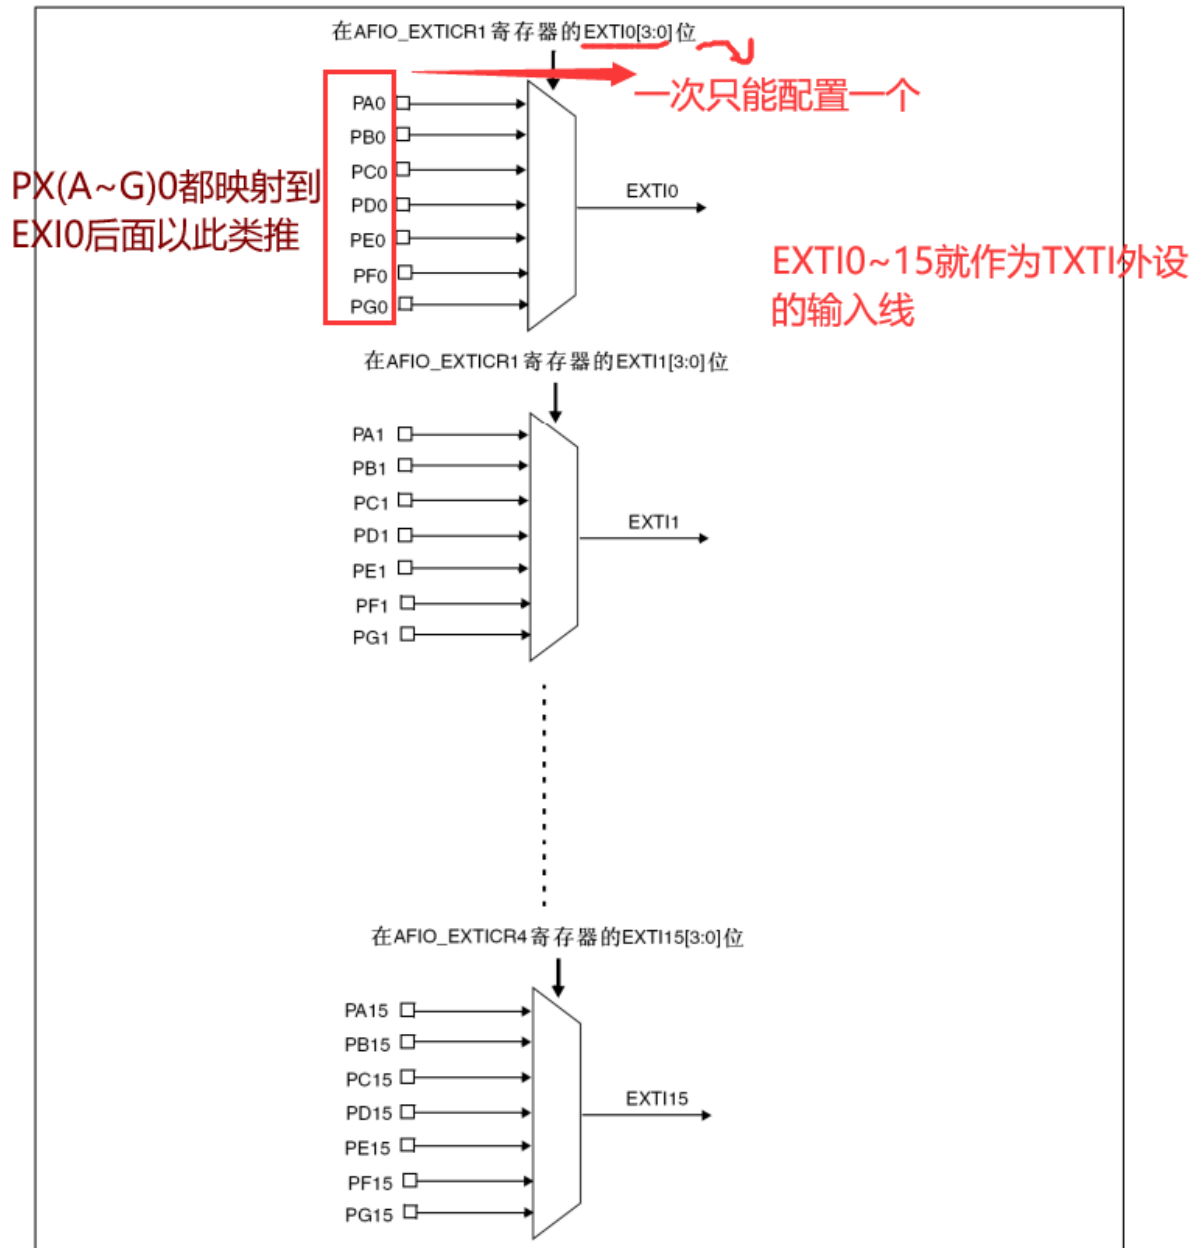 在AFIO_EXTICR1寄存器的EXTI0[3:0]位
一次只能配置一个
PA0
PB0
PC0
PD0
PE0
PF0
PG0
PX(A~G)0都映射到
EXI0后面以此类推
EXTI0
EXTI0~15就作为TXTI外设
的输入线
在AFIO_EXTICR1寄存器的EXTI1[3:0]位
PA1
PB1
PC1
PD1
PE1
PF1
PG1
EXTI1
在AFIO_EXTICR4寄存器的EXTI15[3:0]位
PA15
PB15
PC15
PD15
PE15
PF15
PG15
EXTI15